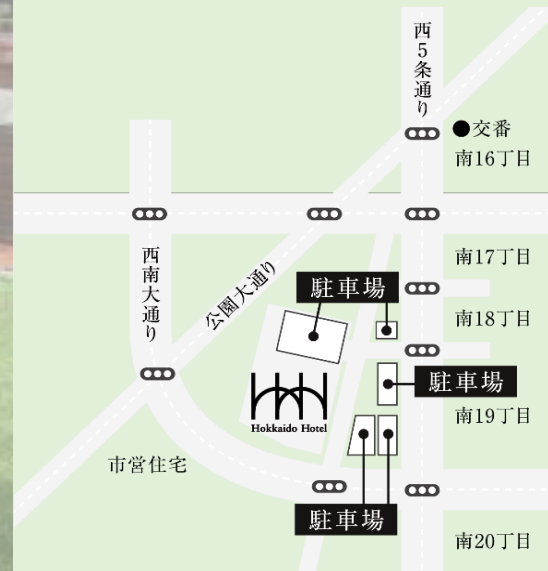 西5条通り
●交番
南16丁目
西南大通り
公園大通り
南17丁目
駐車場
南18丁目
駐車場
Hokkaido Hotel
南19丁目
市営住宅
駐車場
南20丁目